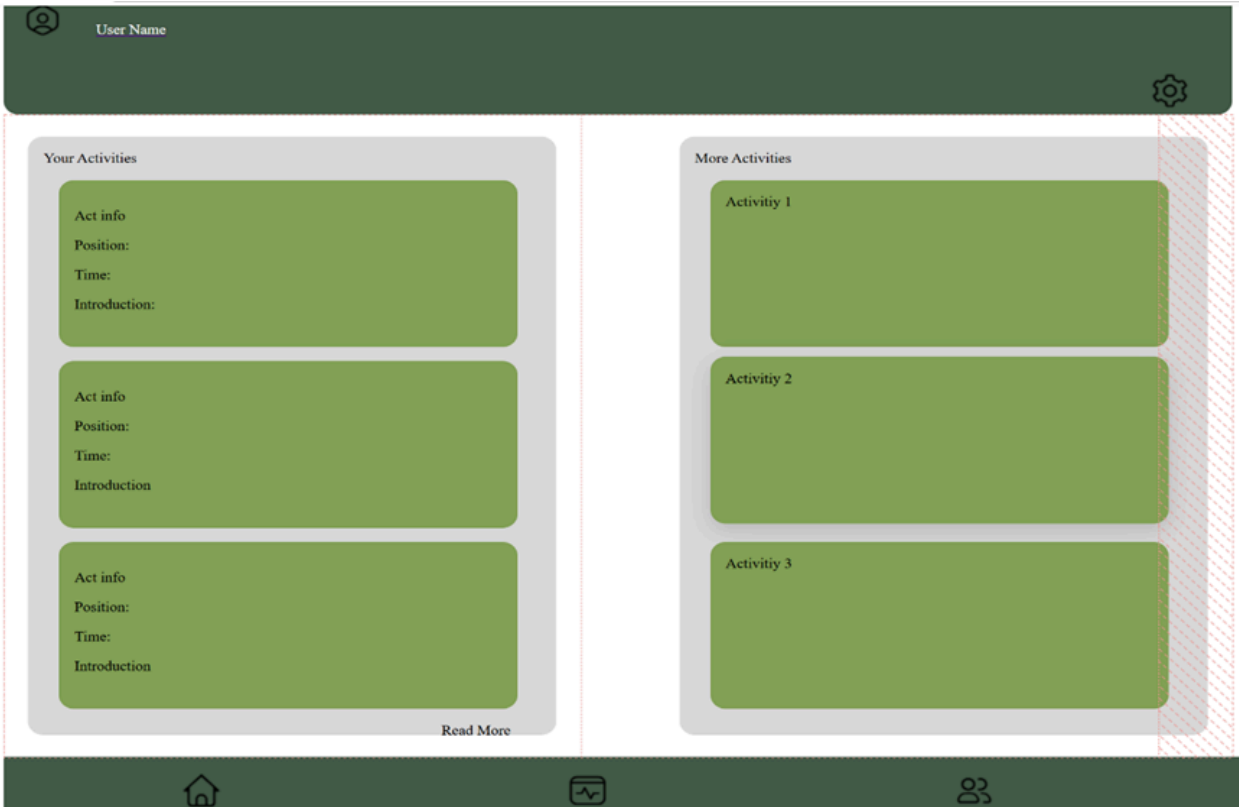 User Name
Your Activities
Act info
Position:
Time:
Introduction:
Act info
Position:
Time:
Introduction
Act info
Position:
Time:
Introduction
Read More
More Activities
Activitiy 1
Activitiy 2
Activitiy 3